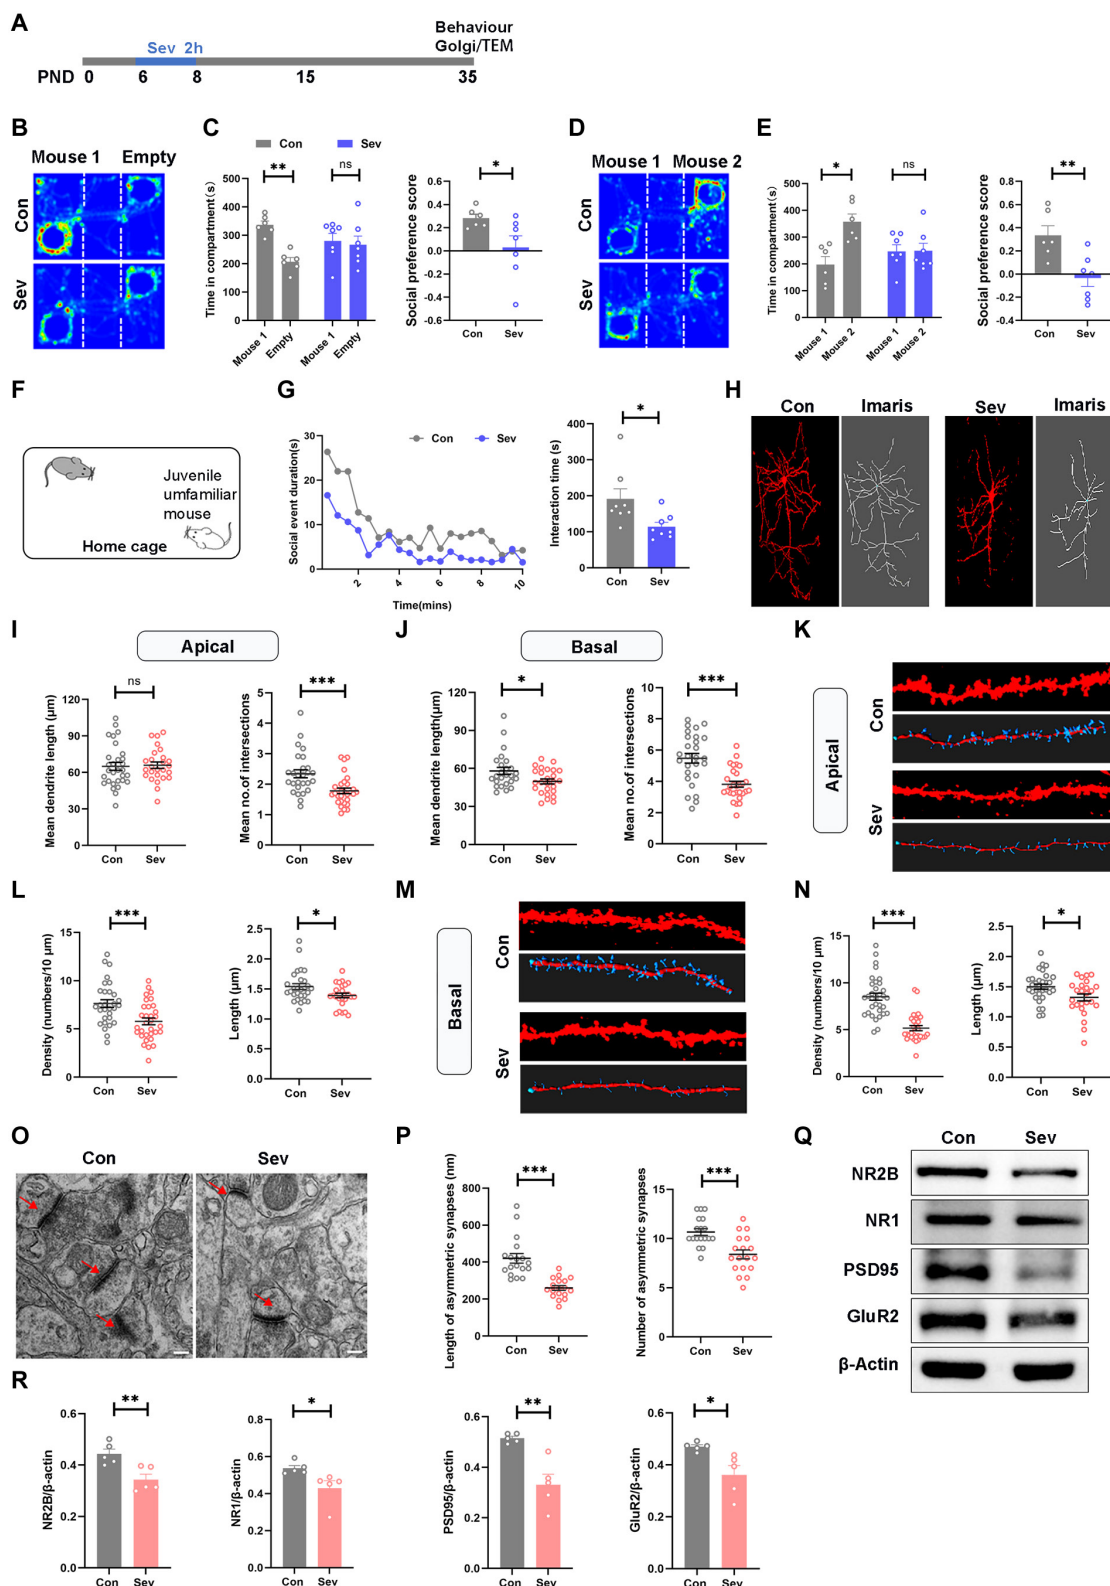 A
Behaviour
Golgi/TEM
Sev 2h
PND 0 6 8 15 35
B
Mouse 1 Empty
Con
Sev
C
Con Sev
** ns
Time in compartment(s)
500
400
300
200
100
0
Mouse 1 Empty Mouse 1 Empty
*
Social preference score
0.6
0.4
0.2
0.0
-0.2
-0.4
-0.6
Con Sev
D
Mouse 1 Mouse 2
Con
Sev
E
* ns
Time in compartment(s)
500
400
300
200
100
0
Mouse 1 Mouse 2 Mouse 1 Mouse 2
**
Social preference score
0.6
0.4
0.2
0.0
-0.2
-0.4
Con Sev
F
Juvenile
umfamiliar
mouse
Home cage
G
Con Sev
Social event duration(s)
30
20
10
0
2 4 6 8 10
Time(mins)
*
Interaction time (s)
400
300
200
100
0
Con Sev
H
Con Imaris Sev Imaris
I
Apical
ns
Mean dendrite length (μm)
120
90
60
30
0
Con Sev
***
Mean no.of intersections
5
4
3
2
1
0
Con Sev
J
Basal
*
Mean dendrite length(μm)
120
90
60
30
0
Con Sev
***
Mean no.of intersections
10
8
6
4
2
0
Con Sev
K
Apical
Con
Sev
L
***
Density (numbers/10 μm)
15
10
5
0
Con Sev
*
Length (μm)
2.5
2.0
1.5
1.0
0.5
0.0
Con Sev
M
Basal
Con
Sev
N
***
Density (numbers/10 μm)
15
10
5
0
Con Sev
*
Length (μm)
2.5
2.0
1.5
1.0
0.5
0.0
Con Sev
O
Con Sev
P
***
Length of asymmetric synapses (nm)
800
600
400
200
0
Con Sev
***
Number of asymmetric synapses
15
10
5
0
Con Sev
Q
Con Sev
NR2B
NR1
PSD95
GluR2
β-Actin
R
**
NR2B/β-actin
0.6
0.4
0.2
0.0
Con Sev
*
NR1/β-actin
0.8
0.6
0.4
0.2
0.0
Con Sev
**
PSD95/β-actin
0.6
0.4
0.2
0.0
Con Sev
*
GluR2/β-actin
0.6
0.4
0.2
0.0
Con Sev